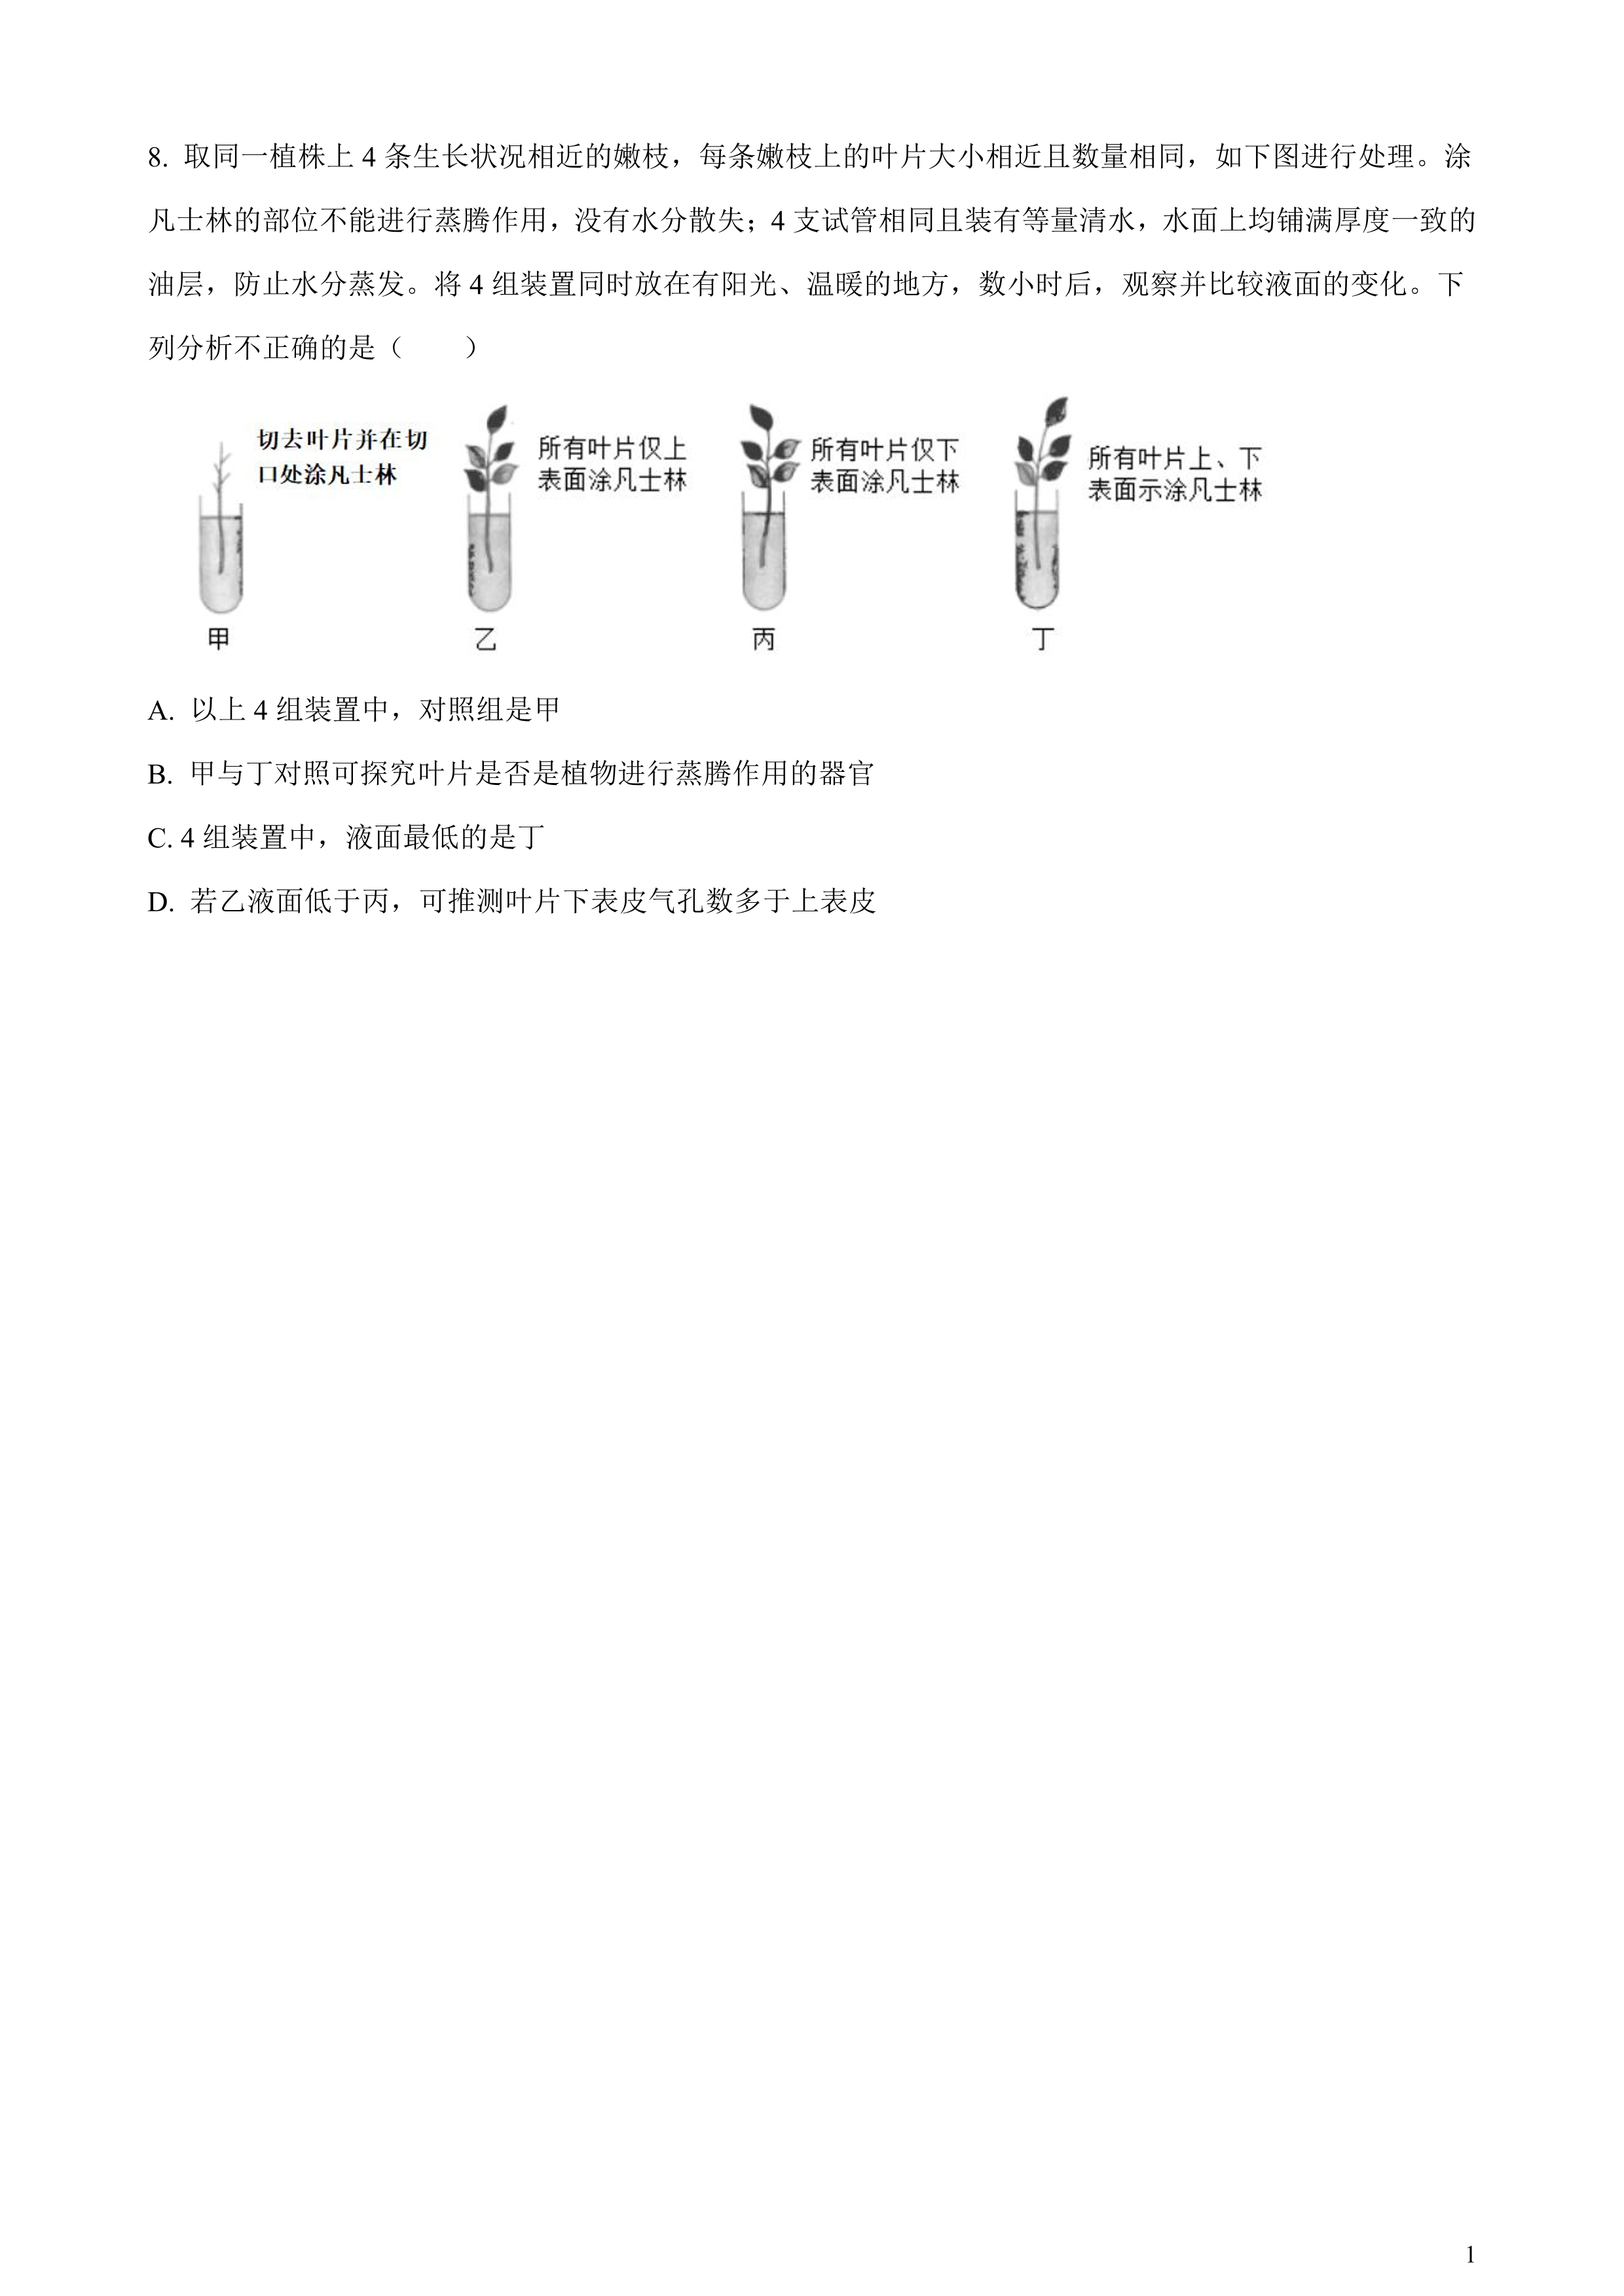 8. 取同一植株上 4 条生长状况相近的嫩枝，每条嫩枝上的叶片大小相近且数量相同，如下图进行处理。涂
凡士林的部位不能进行蒸腾作用，没有水分散失；4 支试管相同且装有等量清水，水面上均铺满厚度一致的
油层，防止水分蒸发。将 4 组装置同时放在有阳光、温暖的地方，数小时后，观察并比较液面的变化。下
列分析不正确的是（　　）
切去叶片并在切
口处涂凡士林
所有叶片仅上
表面涂凡士林
所有叶片仅下
表面涂凡士林
所有叶片上、下
表面示涂凡士林
甲
乙
丙
丁
A. 以上 4 组装置中，对照组是甲
B. 甲与丁对照可探究叶片是否是植物进行蒸腾作用的器官
C. 4 组装置中，液面最低的是丁
D. 若乙液面低于丙，可推测叶片下表皮气孔数多于上表皮
1